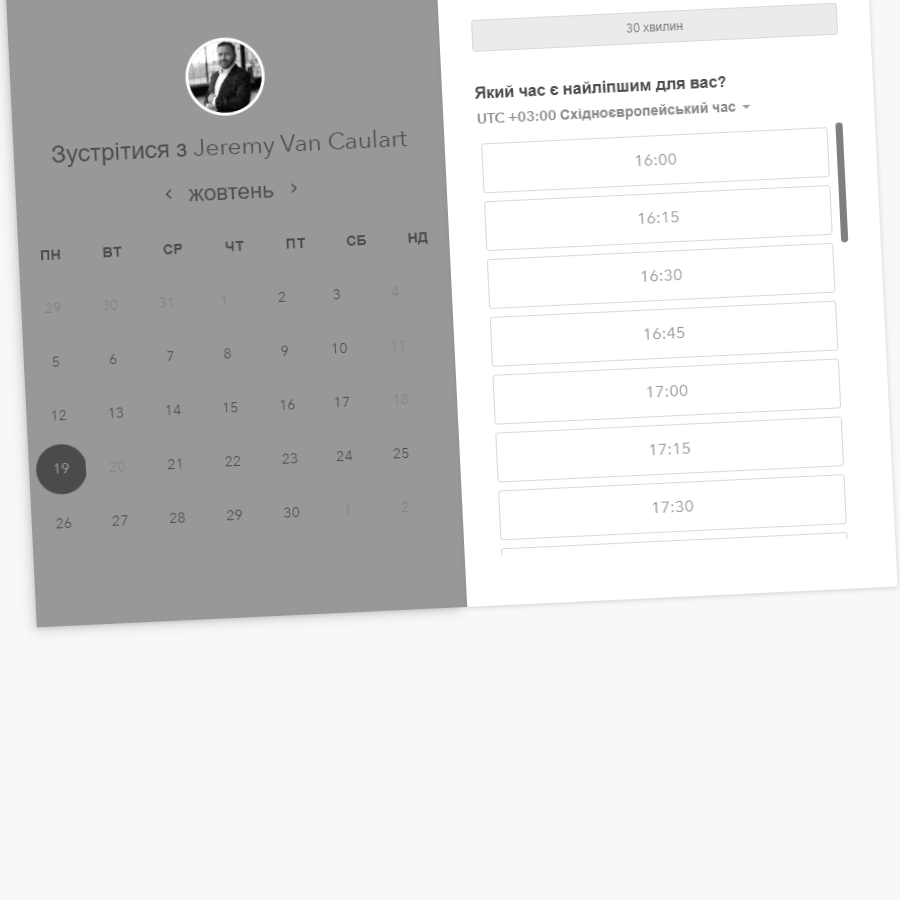 Зустрітися з Jeremy Van Caulart
‹ жовтень ›
ПН ВТ СР ЧТ ПТ СБ НД
29 30 31 1 2 3 4
5 6 7 8 9 10 11
12 13 14 15 16 17 18
19 20 21 22 23 24 25
26 27 28 29 30 1 2
30 хвилин
Який час є найліпшим для вас?
UTC +03:00 Східноєвропейський час
16:00
16:15
16:30
16:45
17:00
17:15
17:30